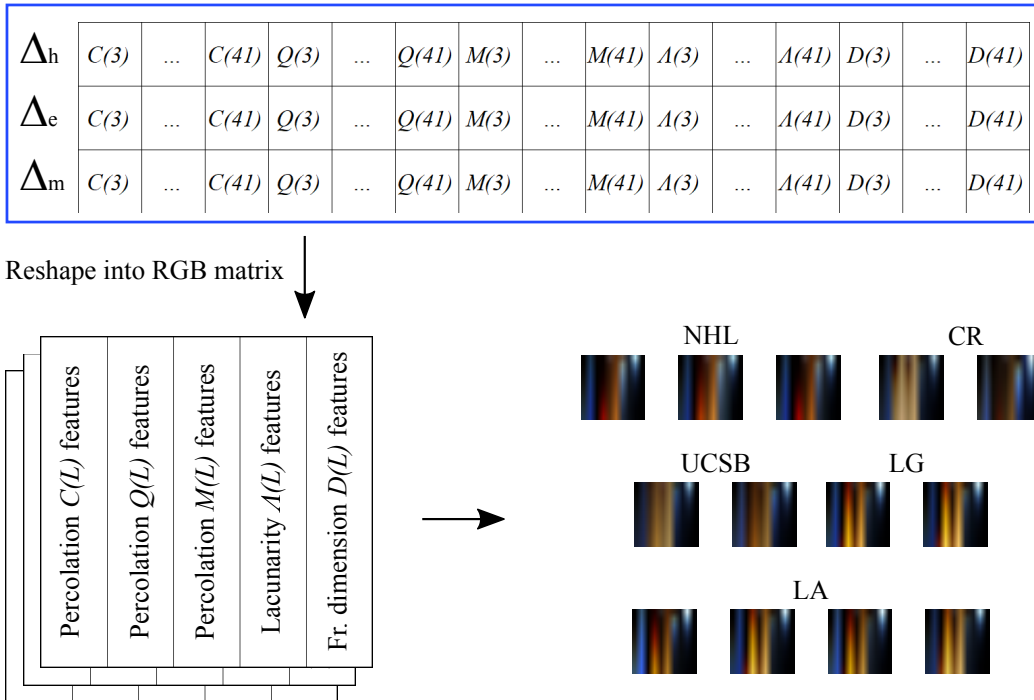 Δh C(3) ... C(41) Q(3) ... Q(41) M(3) ... M(41) Λ(3) ... Λ(41) D(3) ... D(41)
Δe C(3) ... C(41) Q(3) ... Q(41) M(3) ... M(41) Λ(3) ... Λ(41) D(3) ... D(41)
Δm C(3) ... C(41) Q(3) ... Q(41) M(3) ... M(41) Λ(3) ... Λ(41) D(3) ... D(41)
Reshape into RGB matrix
Percolation C(L) features
Percolation Q(L) features
Percolation M(L) features
Lacunarity Λ(L) features
Fr. dimension D(L) features
NHL CR
UCSB LG
LA